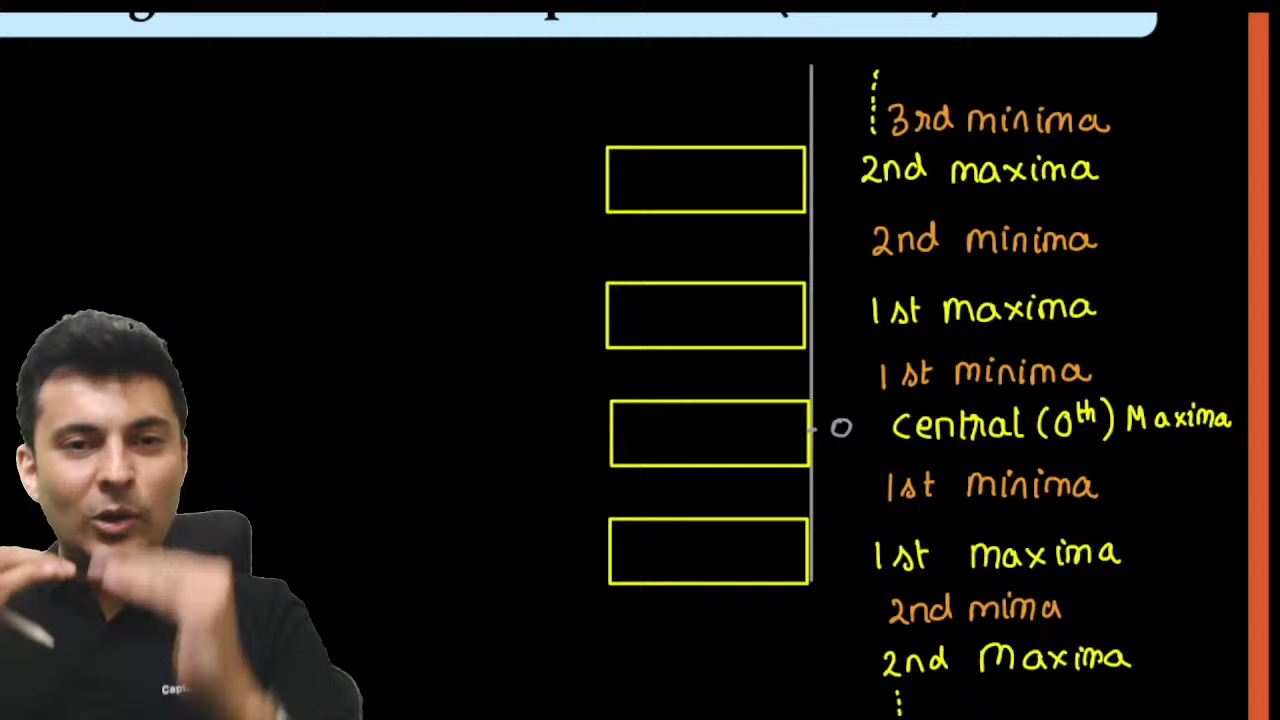 3rd minima
2nd maxima
2nd minima
1st maxima
1st minima
O central (0th) Maxima
1st minima
1st maxima
2nd mima
2nd Maxima